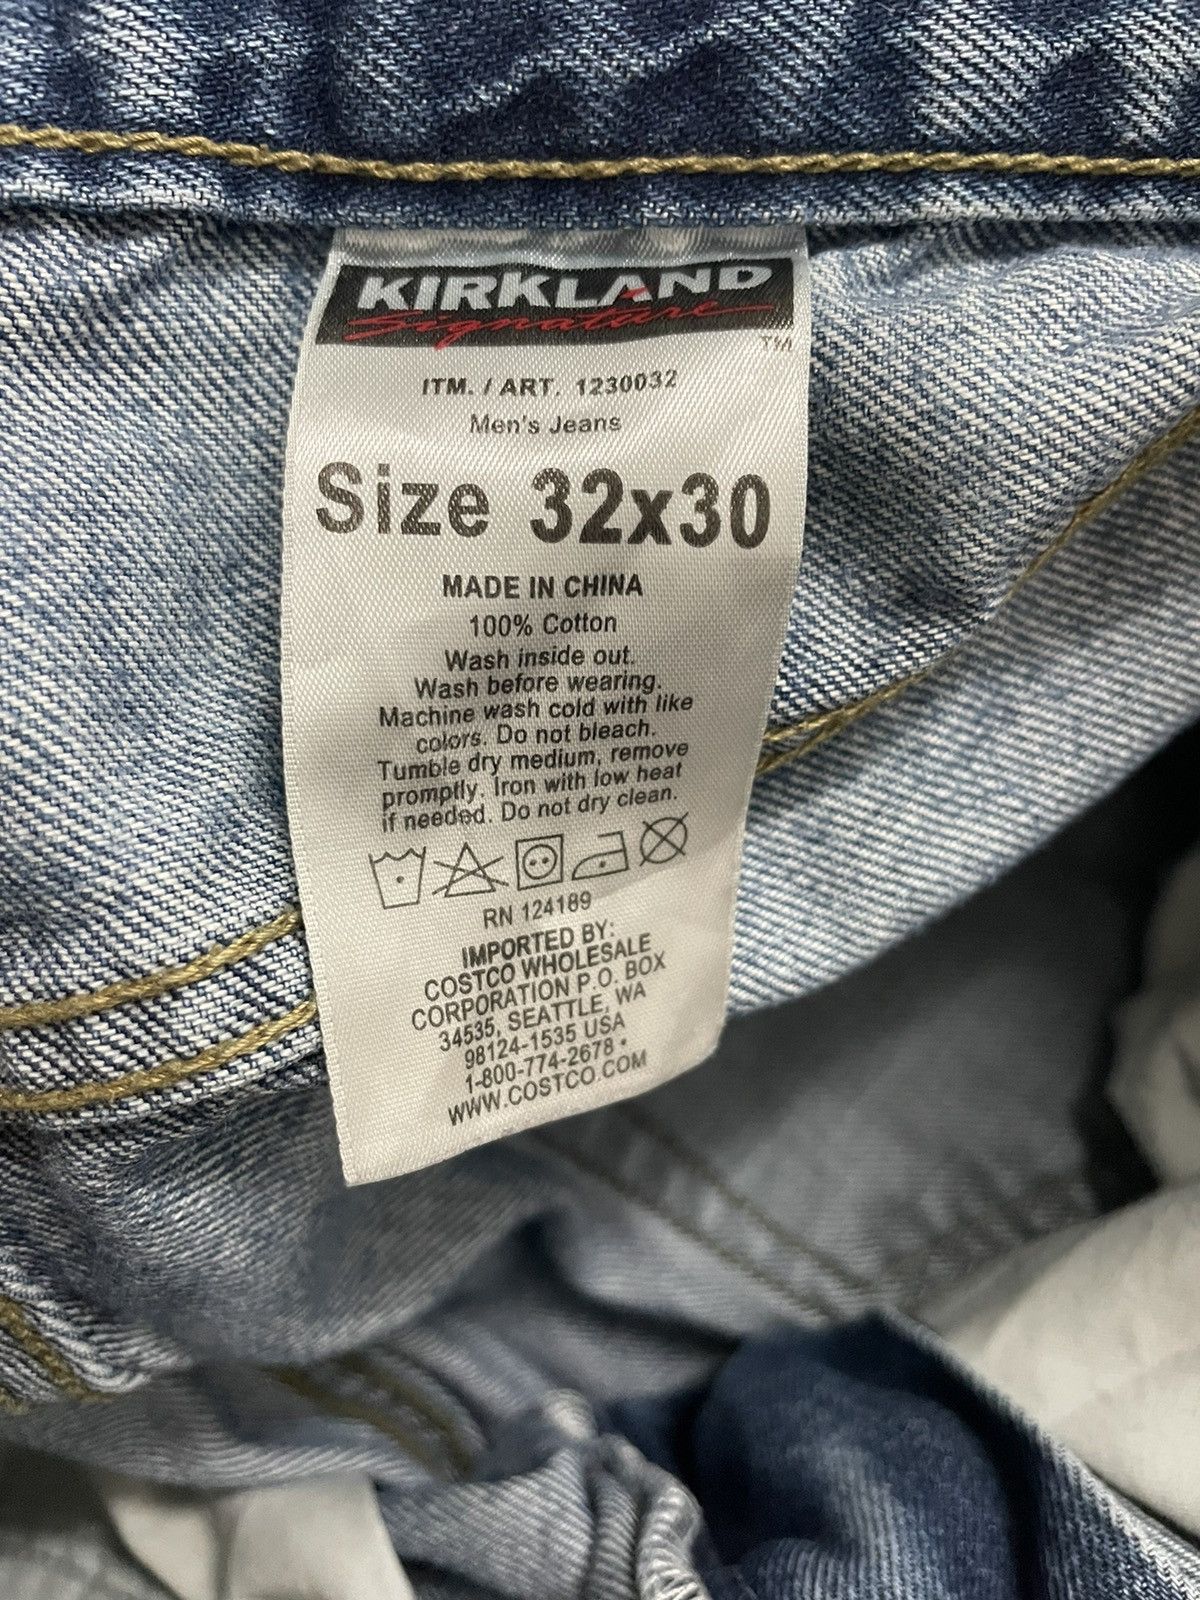 KIRKLAND
Signature
TM
ITM. / ART. 1230032
Men's Jeans
Size 32x30
MADE IN CHINA
100% Cotton
Wash inside out.
Wash before wearing.
Machine wash cold with like
colors. Do not bleach.
Tumble dry medium, remove
promptly. Iron with low heat
if needed. Do not dry clean.
RN 124189
IMPORTED BY:
COSTCO WHOLESALE
CORPORATION P.O. BOX
34535, SEATTLE, WA
98124-1535 USA
1-800-774-2678 •
WWW.COSTCO.COM